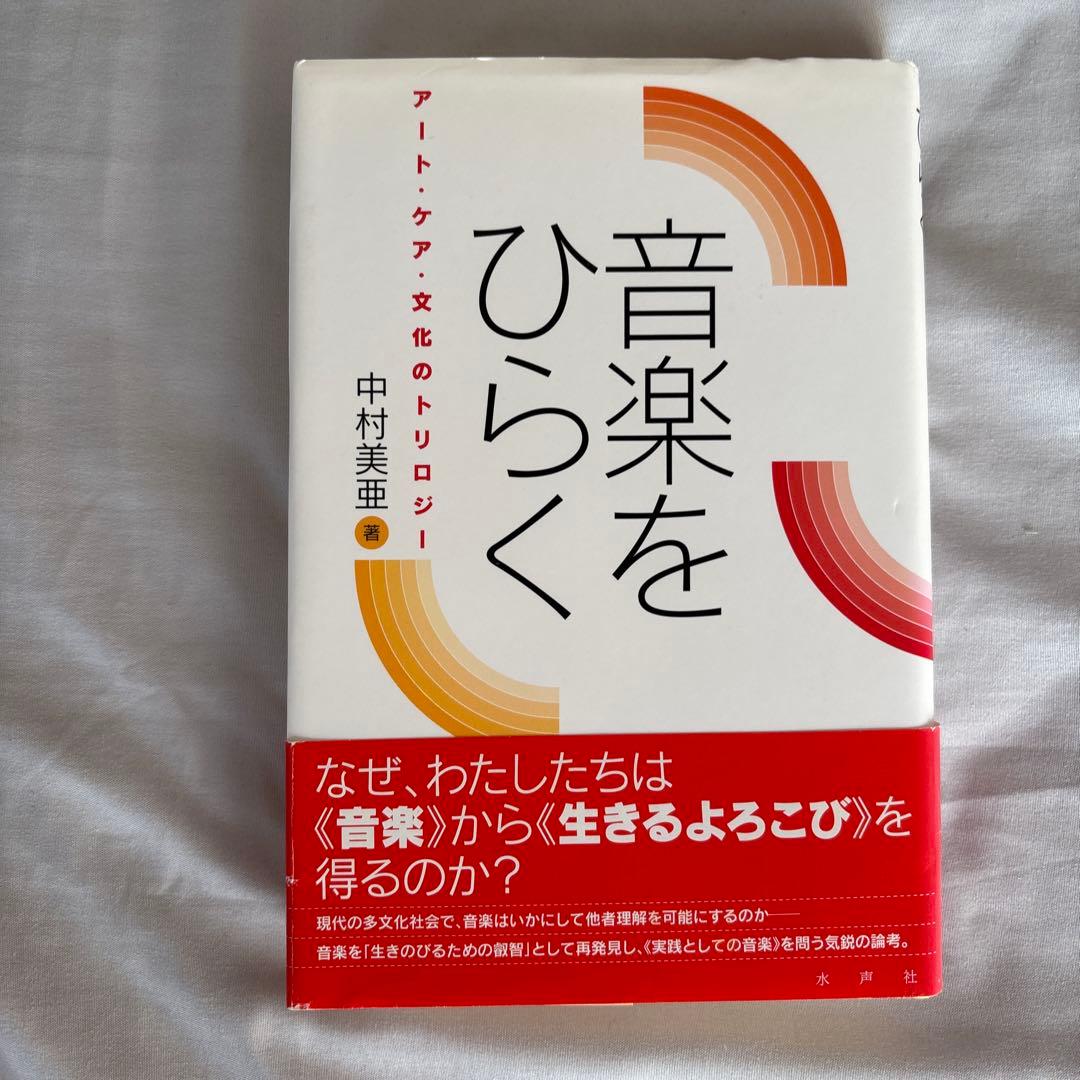 音楽を
ひらく
アート・ケア・文化のトリロジー
中村美亜 著
なぜ、わたしたちは
《音楽》から《生きるよろこび》を
得るのか?
現代の多文化社会で、音楽はいかにして他者理解を可能にするのか──
音楽を「生きのびるための叡智」として再発見し、《実践としての音楽》を問う気鋭の論考。
水声社